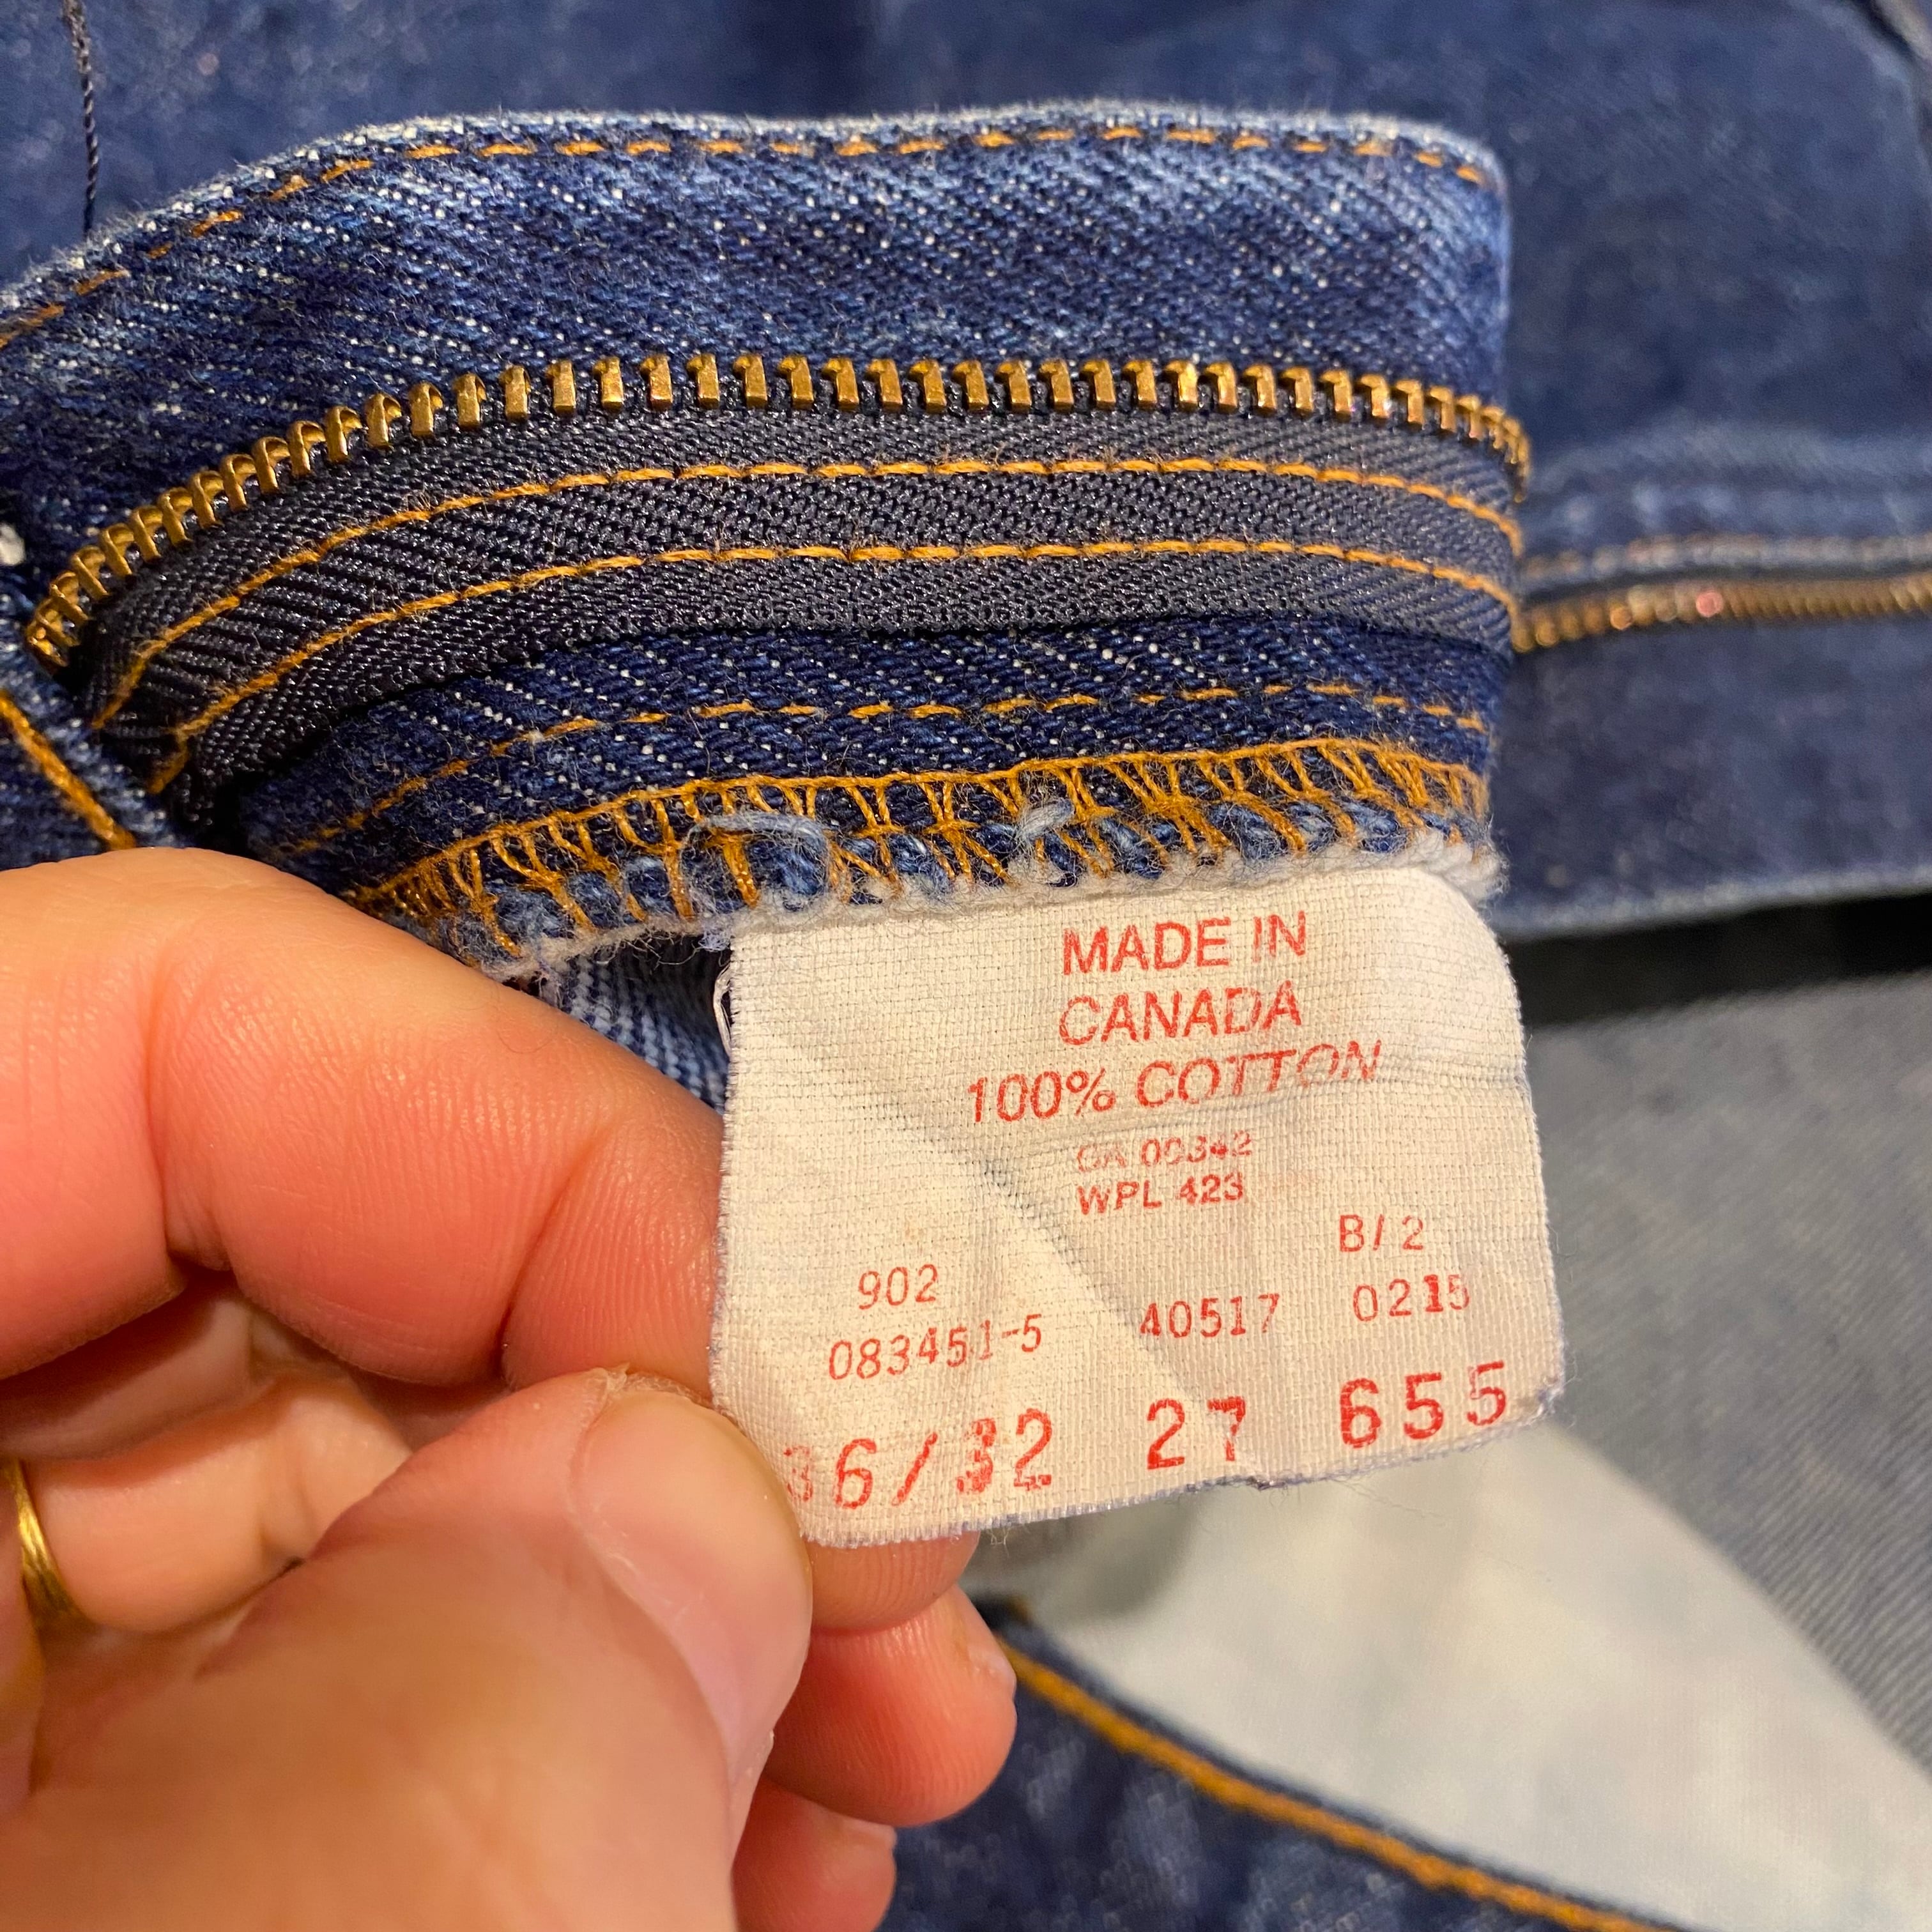 MADE IN
CANADA
100% COTTON
CA 00342
WPL 423
B/2
902
083451-5 40517 0215
36/32 27 655